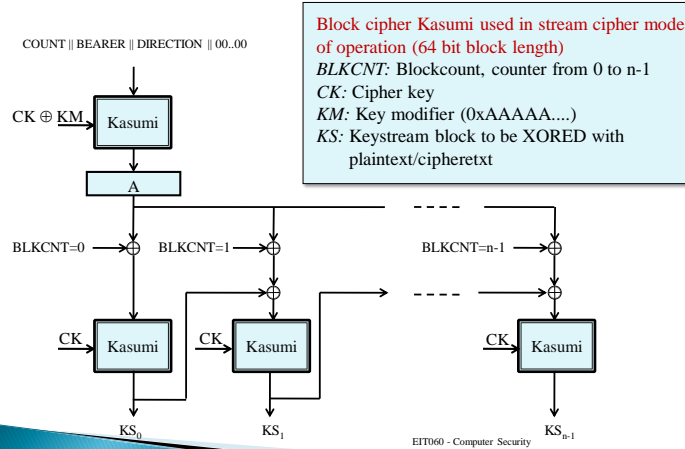 COUNT || BEARER || DIRECTION || 00..00
Block cipher Kasumi used in stream cipher mode
of operation (64 bit block length)
BLKCNT: Blockcount, counter from 0 to n-1
CK: Cipher key
KM: Key modifier (0xAAAAA....)
KS: Keystream block to be XORED with
plaintext/cipheretxt
CK ⊕ KM
Kasumi
A
BLKCNT=0
BLKCNT=1
BLKCNT=n-1
CK
Kasumi
CK
Kasumi
CK
Kasumi
KS0
KS1
KSn-1
EIT060 - Computer Security